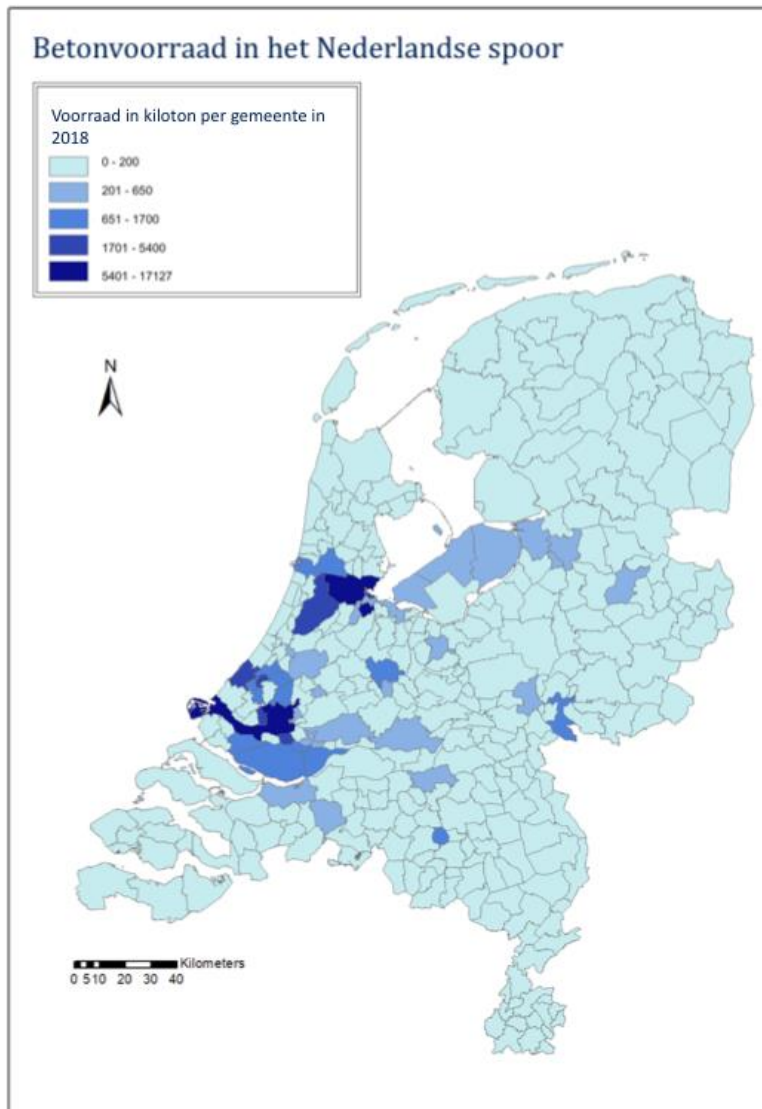 Betonvoorraad in het Nederlandse spoor
Voorraad in kiloton per gemeente in
2018
0 - 200
201 - 650
651 - 1700
1701 - 5400
5401 - 17127
N
Kilometers
0 5 10 20 30 40